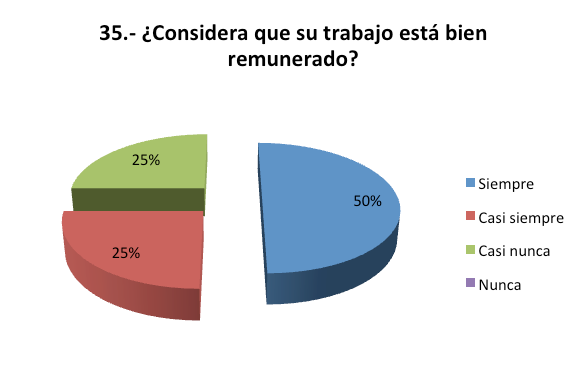 35.- ¿Considera que su trabajo está bien
remunerado?
25%
50%
25%
Siempre
Casi siempre
Casi nunca
Nunca